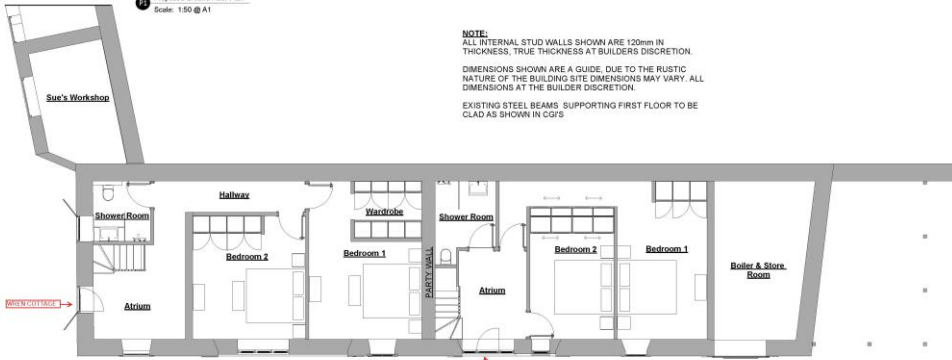 P1
Scale: 1:50 @ A1
NOTE:
ALL INTERNAL STUD WALLS SHOWN ARE 120mm IN
THICKNESS, TRUE THICKNESS AT BUILDERS DISCRETION.
DIMENSIONS SHOWN ARE A GUIDE, DUE TO THE RUSTIC
NATURE OF THE BUILDING SITE DIMENSIONS MAY VARY. ALL
DIMENSIONS AT THE BUILDER DISCRETION.
EXISTING STEEL BEAMS SUPPORTING FIRST FLOOR TO BE
CLAD AS SHOWN IN CGI'S
Sue's Workshop
Hallway
Shower Room
Wardrobe
Bedroom 2
Bedroom 1
Atrium
WREN COTTAGE
PARTY WALL
Shower Room
Atrium
Bedroom 2
Bedroom 1
Boiler & Store
Room